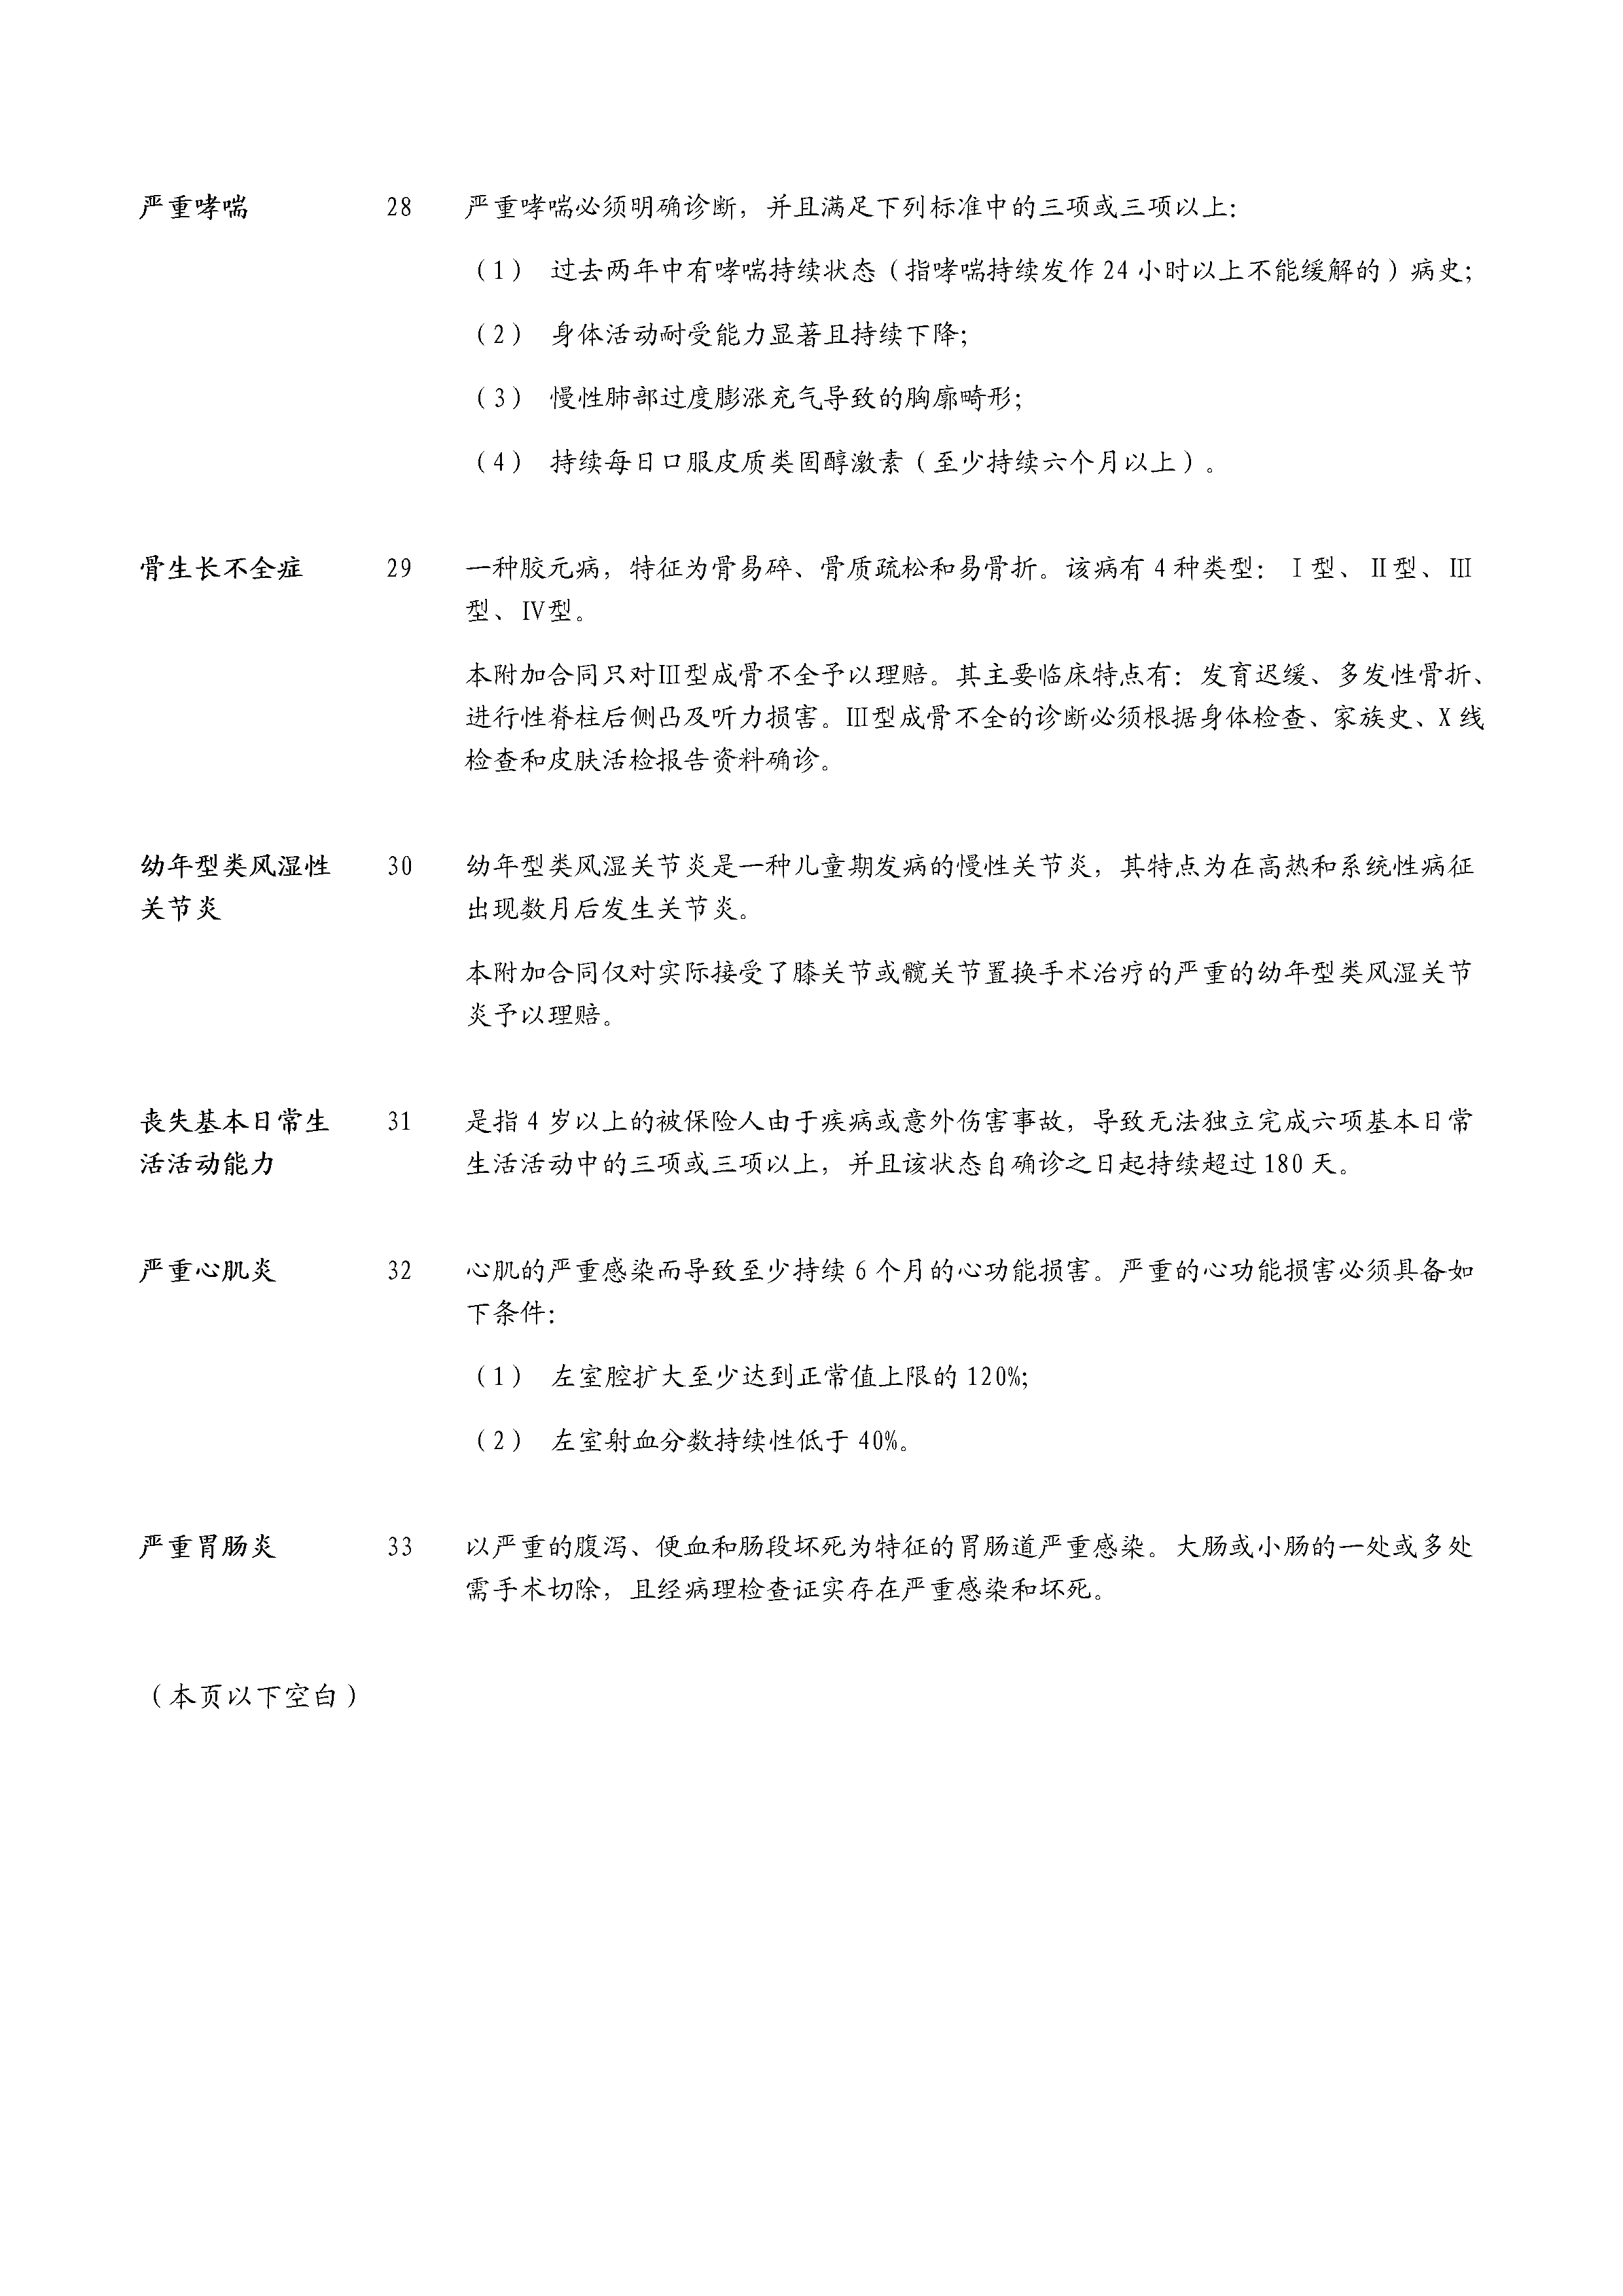 严重哮喘 28 严重哮喘必须明确诊断，并且满足下列标准中的三项或三项以上：
（1） 过去两年中有哮喘持续状态（指哮喘持续发作 24 小时以上不能缓解的）病史；
（2） 身体活动耐受能力显著且持续下降；
（3） 慢性肺部过度膨涨充气导致的胸廓畸形；
（4） 持续每日口服皮质类固醇激素（至少持续六个月以上）。
骨生长不全症 29 一种胶元病，特征为骨易碎、骨质疏松和易骨折。该病有 4 种类型：Ⅰ型、Ⅱ型、Ⅲ
型、Ⅳ型。
本附加合同只对Ⅲ型成骨不全予以理赔。其主要临床特点有：发育迟缓、多发性骨折、
进行性脊柱后侧凸及听力损害。Ⅲ型成骨不全的诊断必须根据身体检查、家族史、X 线
检查和皮肤活检报告资料确诊。
幼年型类风湿性 30 幼年型类风湿关节炎是一种儿童期发病的慢性关节炎，其特点为在高热和系统性病征
关节炎 出现数月后发生关节炎。
本附加合同仅对实际接受了膝关节或髋关节置换手术治疗的严重的幼年型类风湿关节
炎予以理赔。
丧失基本日常生 31 是指 4 岁以上的被保险人由于疾病或意外伤害事故，导致无法独立完成六项基本日常
活活动能力 生活活动中的三项或三项以上，并且该状态自确诊之日起持续超过 180 天。
严重心肌炎 32 心肌的严重感染而导致至少持续 6 个月的心功能损害。严重的心功能损害必须具备如
下条件：
（1） 左室腔扩大至少达到正常值上限的 120%;
（2） 左室射血分数持续性低于 40%。
严重胃肠炎 33 以严重的腹泻、便血和肠段坏死为特征的胃肠道严重感染。大肠或小肠的一处或多处
需手术切除，且经病理检查证实存在严重感染和坏死。
（本页以下空白）